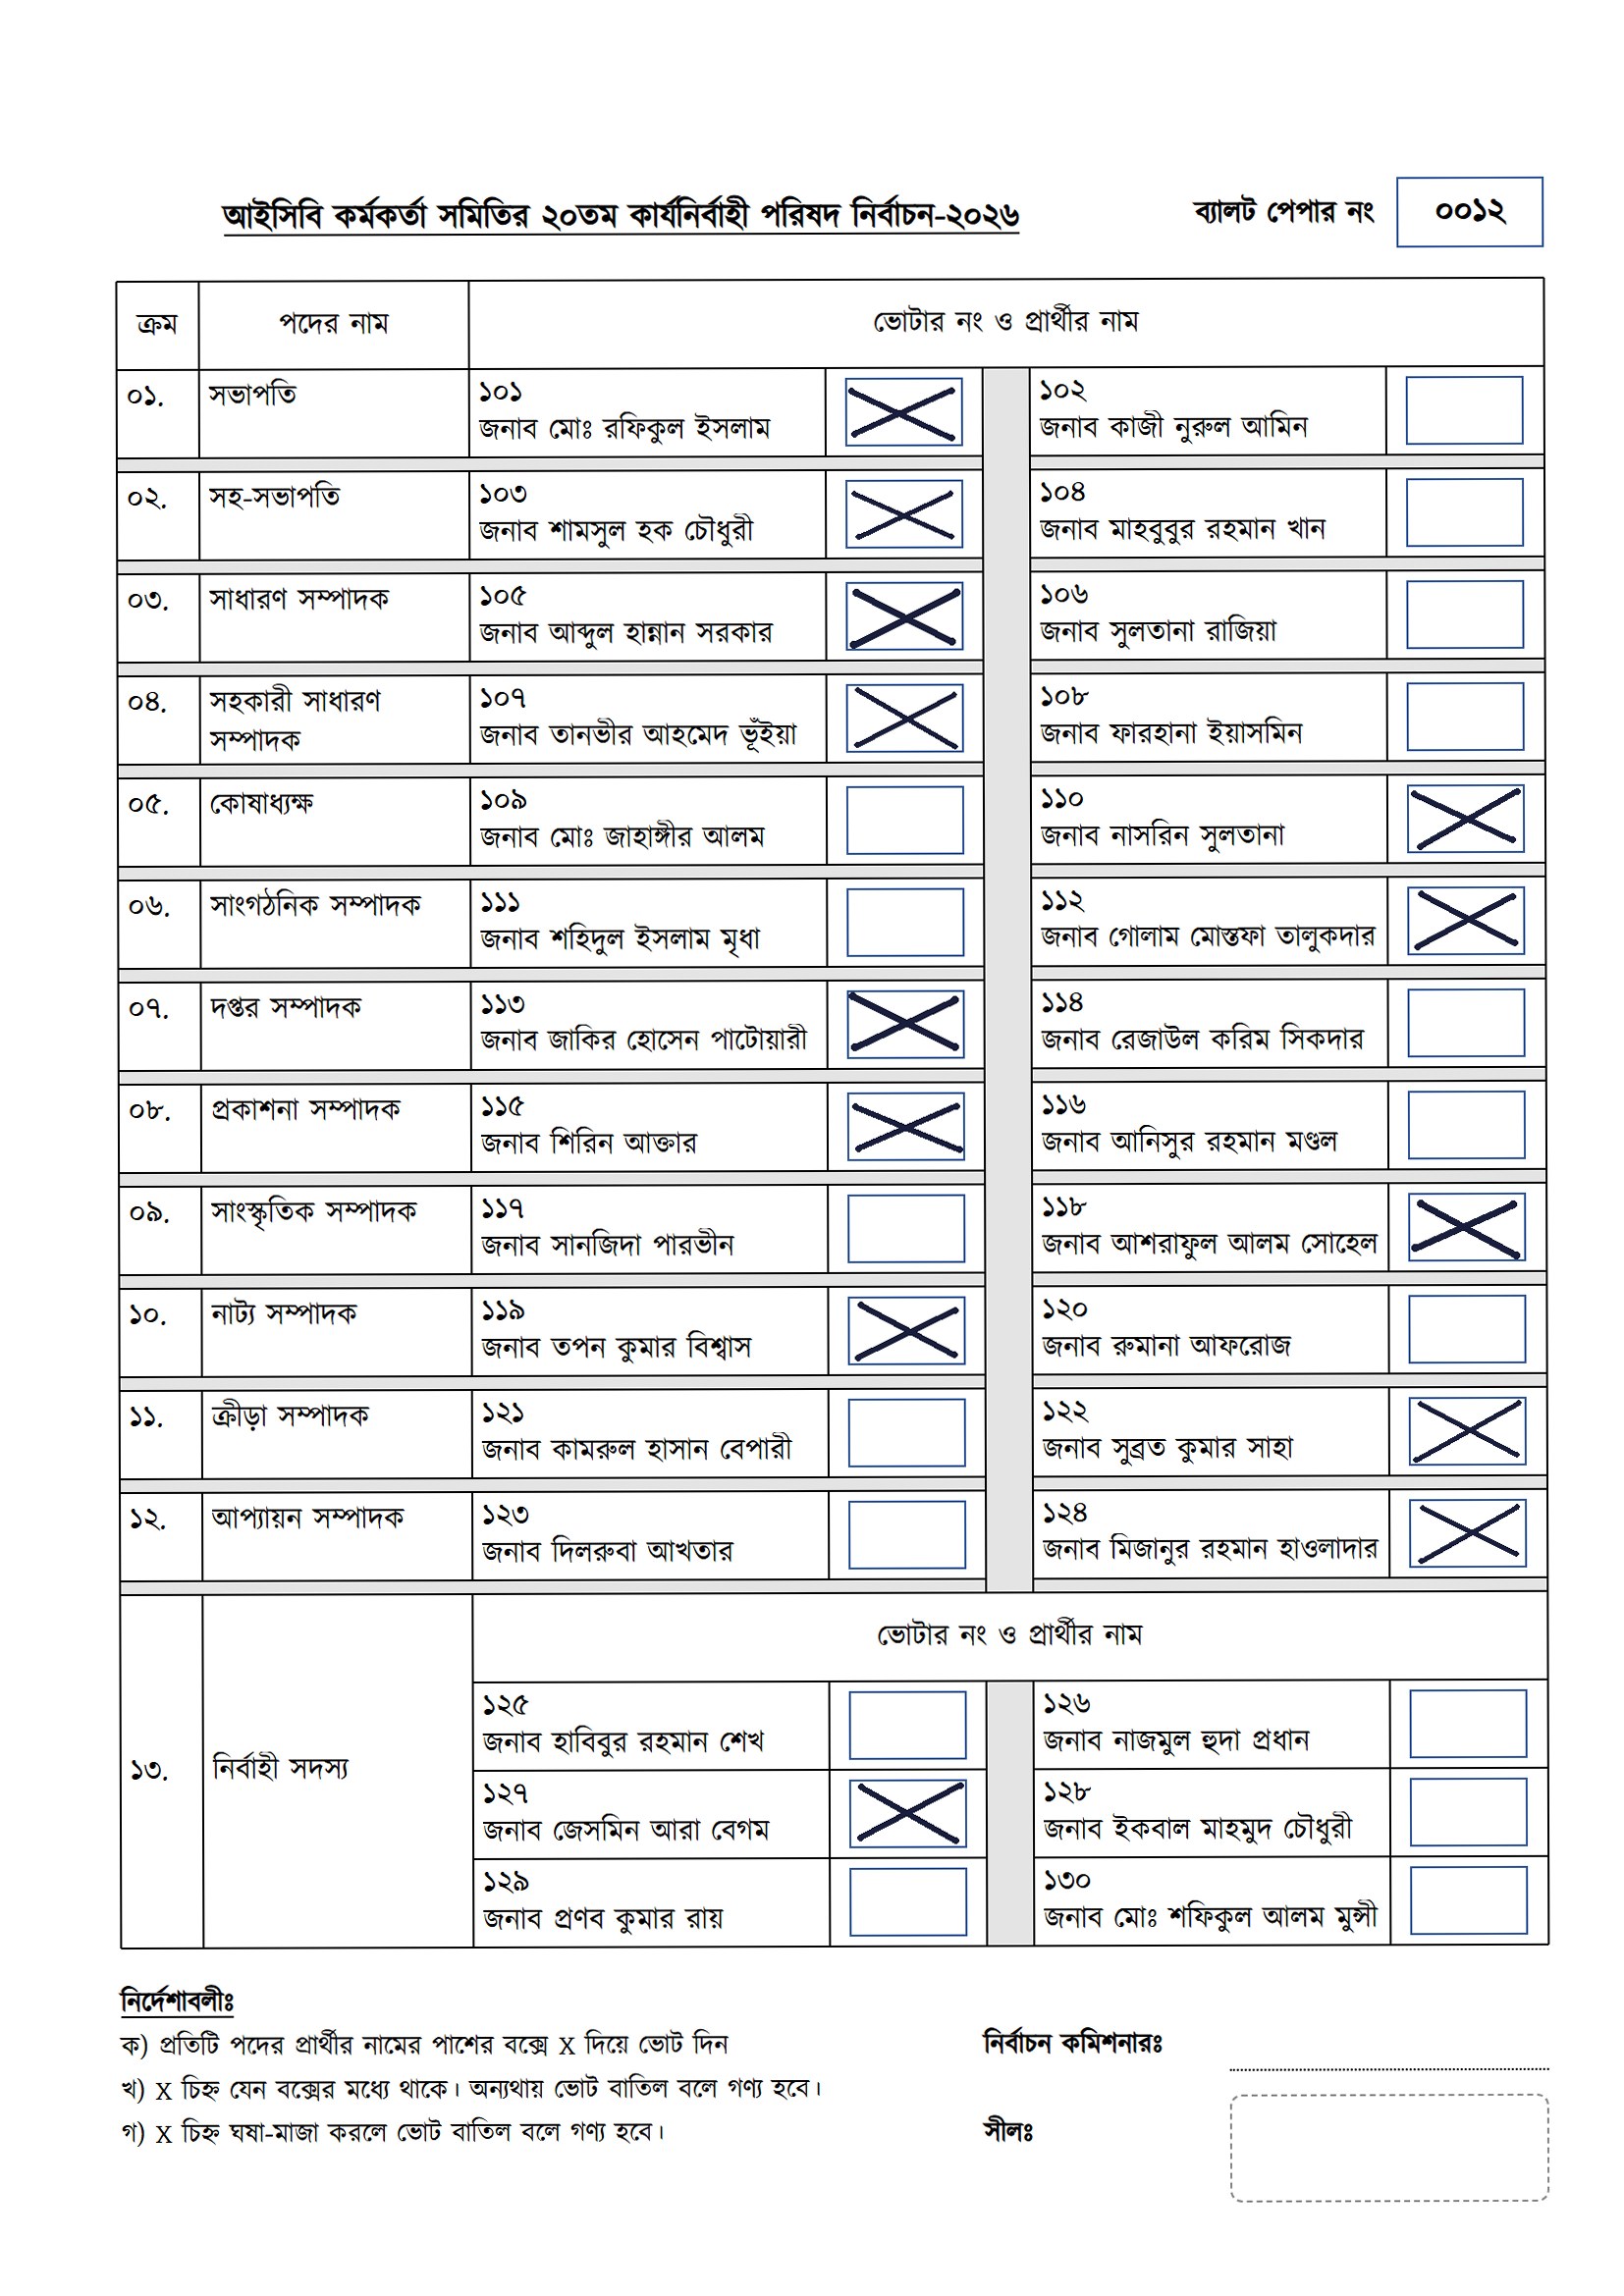 আইসিবি কর্মকর্তা সমিতির ২০তম কার্যনির্বাহী পরিষদ নির্বাচন-২০২৬ ব্যালট পেপার নং ০০১২
ক্রম পদের নাম ভোটার নং ও প্রার্থীর নাম
০১. সভাপতি ১০১ ১০২
জনাব মোঃ রফিকুল ইসলাম জনাব কাজী নুরুল আমিন
০২. সহ-সভাপতি ১০৩ ১০৪
জনাব শামসুল হক চৌধুরী জনাব মাহবুবুর রহমান খান
০৩. সাধারণ সম্পাদক ১০৫ ১০৬
জনাব আব্দুল হান্নান সরকার জনাব সুলতানা রাজিয়া
০৪. সহকারী সাধারণ ১০৭ ১০৮
সম্পাদক জনাব তানভীর আহমেদ ভূঁইয়া জনাব ফারহানা ইয়াসমিন
০৫. কোষাধ্যক্ষ ১০৯ ১১০
জনাব মোঃ জাহাঙ্গীর আলম জনাব নাসরিন সুলতানা
০৬. সাংগঠনিক সম্পাদক ১১১ ১১২
জনাব শহিদুল ইসলাম মৃধা জনাব গোলাম মোস্তফা তালুকদার
০৭. দপ্তর সম্পাদক ১১৩ ১১৪
জনাব জাকির হোসেন পাটোয়ারী জনাব রেজাউল করিম সিকদার
০৮. প্রকাশনা সম্পাদক ১১৫ ১১৬
জনাব শিরিন আক্তার জনাব আনিসুর রহমান মণ্ডল
০৯. সাংস্কৃতিক সম্পাদক ১১৭ ১১৮
জনাব সানজিদা পারভীন জনাব আশরাফুল আলম সোহেল
১০. নাট্য সম্পাদক ১১৯ ১২০
জনাব তপন কুমার বিশ্বাস জনাব রুমানা আফরোজ
১১. ক্রীড়া সম্পাদক ১২১ ১২২
জনাব কামরুল হাসান বেপারী জনাব সুব্রত কুমার সাহা
১২. আপ্যায়ন সম্পাদক ১২৩ ১২৪
জনাব দিলরুবা আখতার জনাব মিজানুর রহমান হাওলাদার
ভোটার নং ও প্রার্থীর নাম
১২৫ ১২৬
জনাব হাবিবুর রহমান শেখ জনাব নাজমুল হুদা প্রধান
১৩. নির্বাহী সদস্য
১২৭ ১২৮
জনাব জেসমিন আরা বেগম জনাব ইকবাল মাহমুদ চৌধুরী
১২৯ ১৩০
জনাব প্রণব কুমার রায় জনাব মোঃ শফিকুল আলম মুন্সী
নির্দেশাবলীঃ
ক) প্রতিটি পদের প্রার্থীর নামের পাশের বক্সে X দিয়ে ভোট দিন নির্বাচন কমিশনারঃ
খ) X চিহ্ন যেন বক্সের মধ্যে থাকে। অন্যথায় ভোট বাতিল বলে গণ্য হবে।
গ) X চিহ্ন ঘষা-মাজা করলে ভোট বাতিল বলে গণ্য হবে। সীলঃ